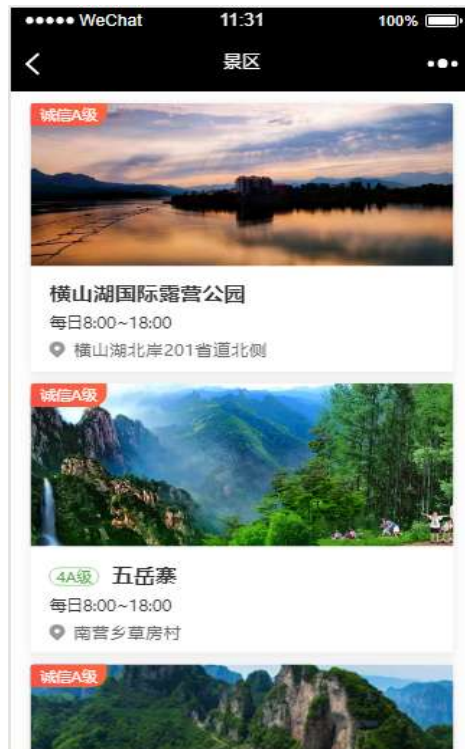 WeChat 11:31 100%
景区
诚信A级
横山湖国际露营公园
每日8:00~18:00
横山湖北岸201省道北侧
诚信A级
4A级 五岳寨
每日8:00~18:00
南营乡草房村
诚信A级